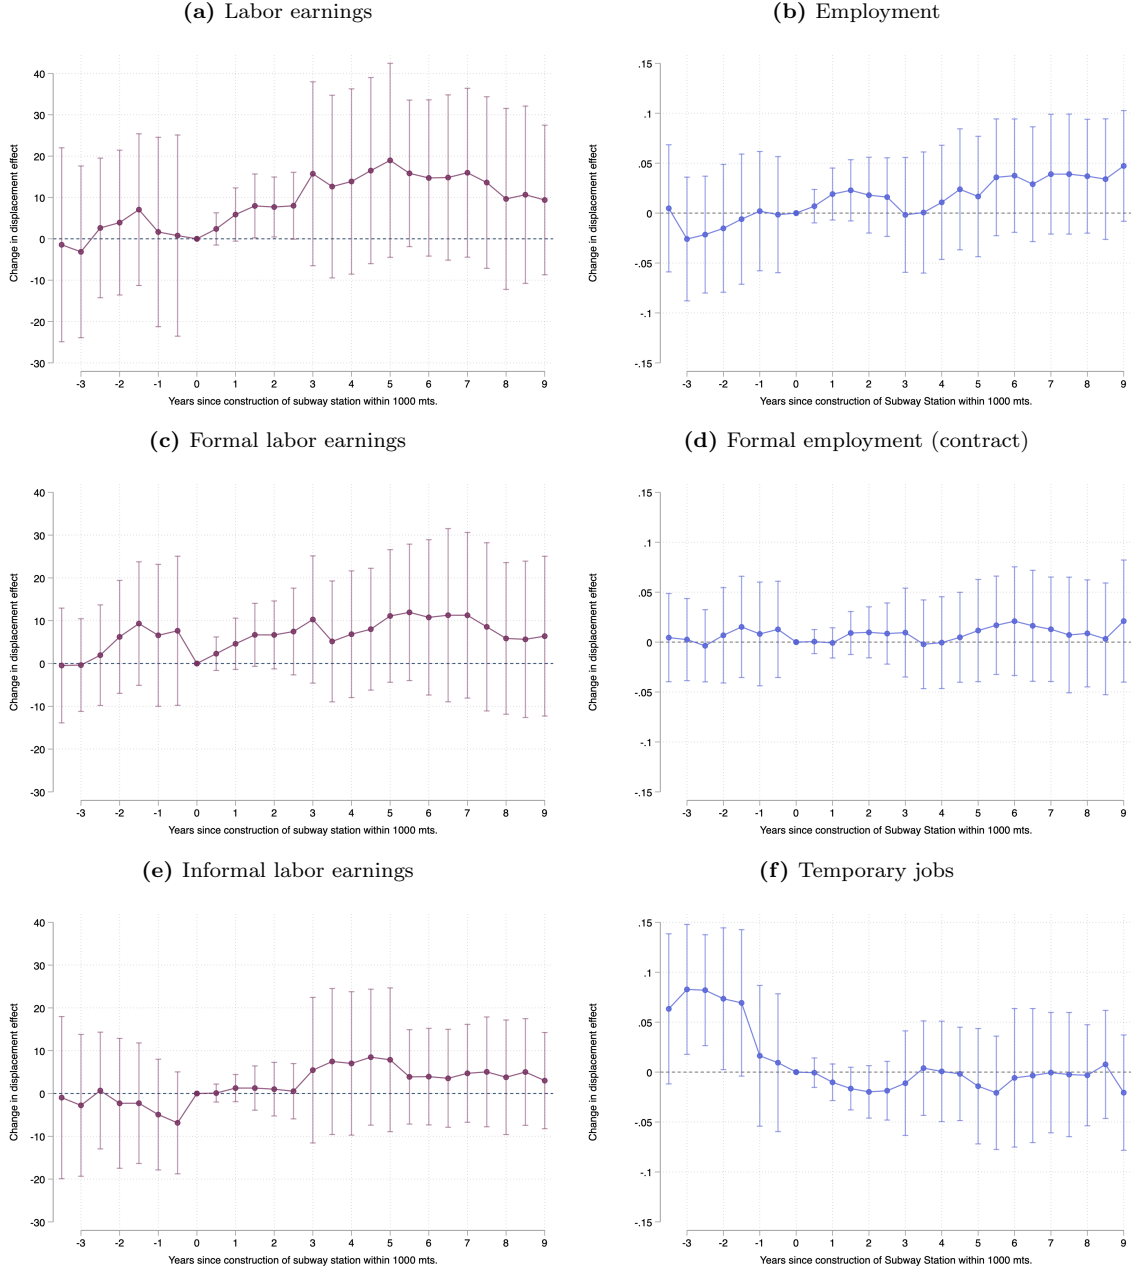 (a) Labor earnings
Change in displacement effect
40
30
20
10
0
-10
-20
-30
-3 -2 -1 0 1 2 3 4 5 6 7 8 9
Years since construction of subway station within 1000 mts.
(b) Employment
Change in displacement effect
.15
.1
.05
0
-.05
-.1
-.15
-3 -2 -1 0 1 2 3 4 5 6 7 8 9
Years since construction of Subway Station within 1000 mts.
(c) Formal labor earnings
Change in displacement effect
40
30
20
10
0
-10
-20
-30
-3 -2 -1 0 1 2 3 4 5 6 7 8 9
Years since construction of subway station within 1000 mts.
(d) Formal employment (contract)
Change in displacement effect
.15
.1
.05
0
-.05
-.1
-.15
-3 -2 -1 0 1 2 3 4 5 6 7 8 9
Years since construction of Subway Station within 1000 mts.
(e) Informal labor earnings
Change in displacement effect
40
30
20
10
0
-10
-20
-30
-3 -2 -1 0 1 2 3 4 5 6 7 8 9
Years since construction of subway station within 1000 mts.
(f) Temporary jobs
Change in displacement effect
.15
.1
.05
0
-.05
-.1
-.15
-3 -2 -1 0 1 2 3 4 5 6 7 8 9
Years since construction of Subway Station within 1000 mts.